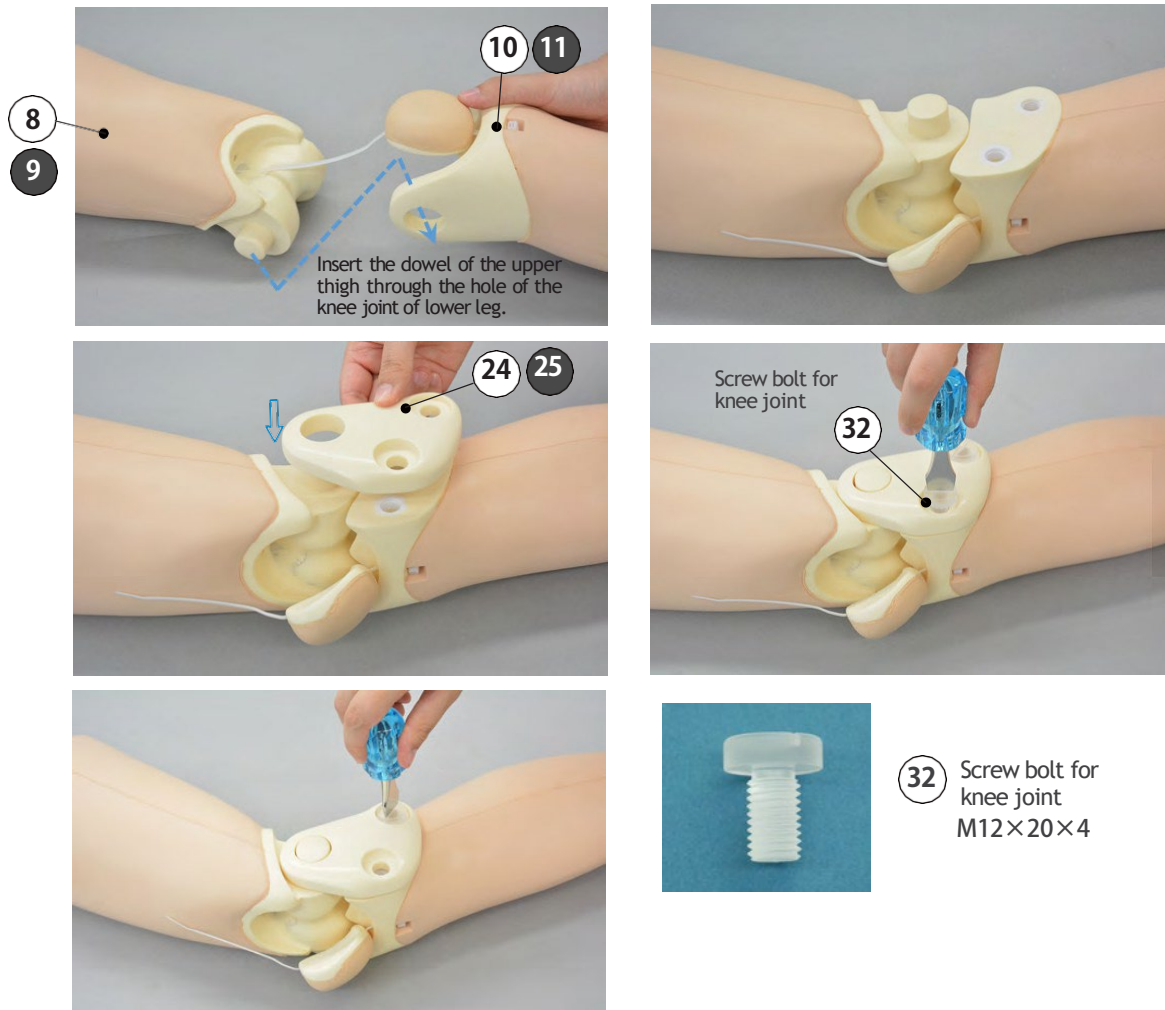 10 11
8
9
Insert the dowel of the upper
thigh through the hole of the
knee joint of lower leg.
24 25
Screw bolt for
knee joint
32
32 Screw bolt for
knee joint
M12×20×4